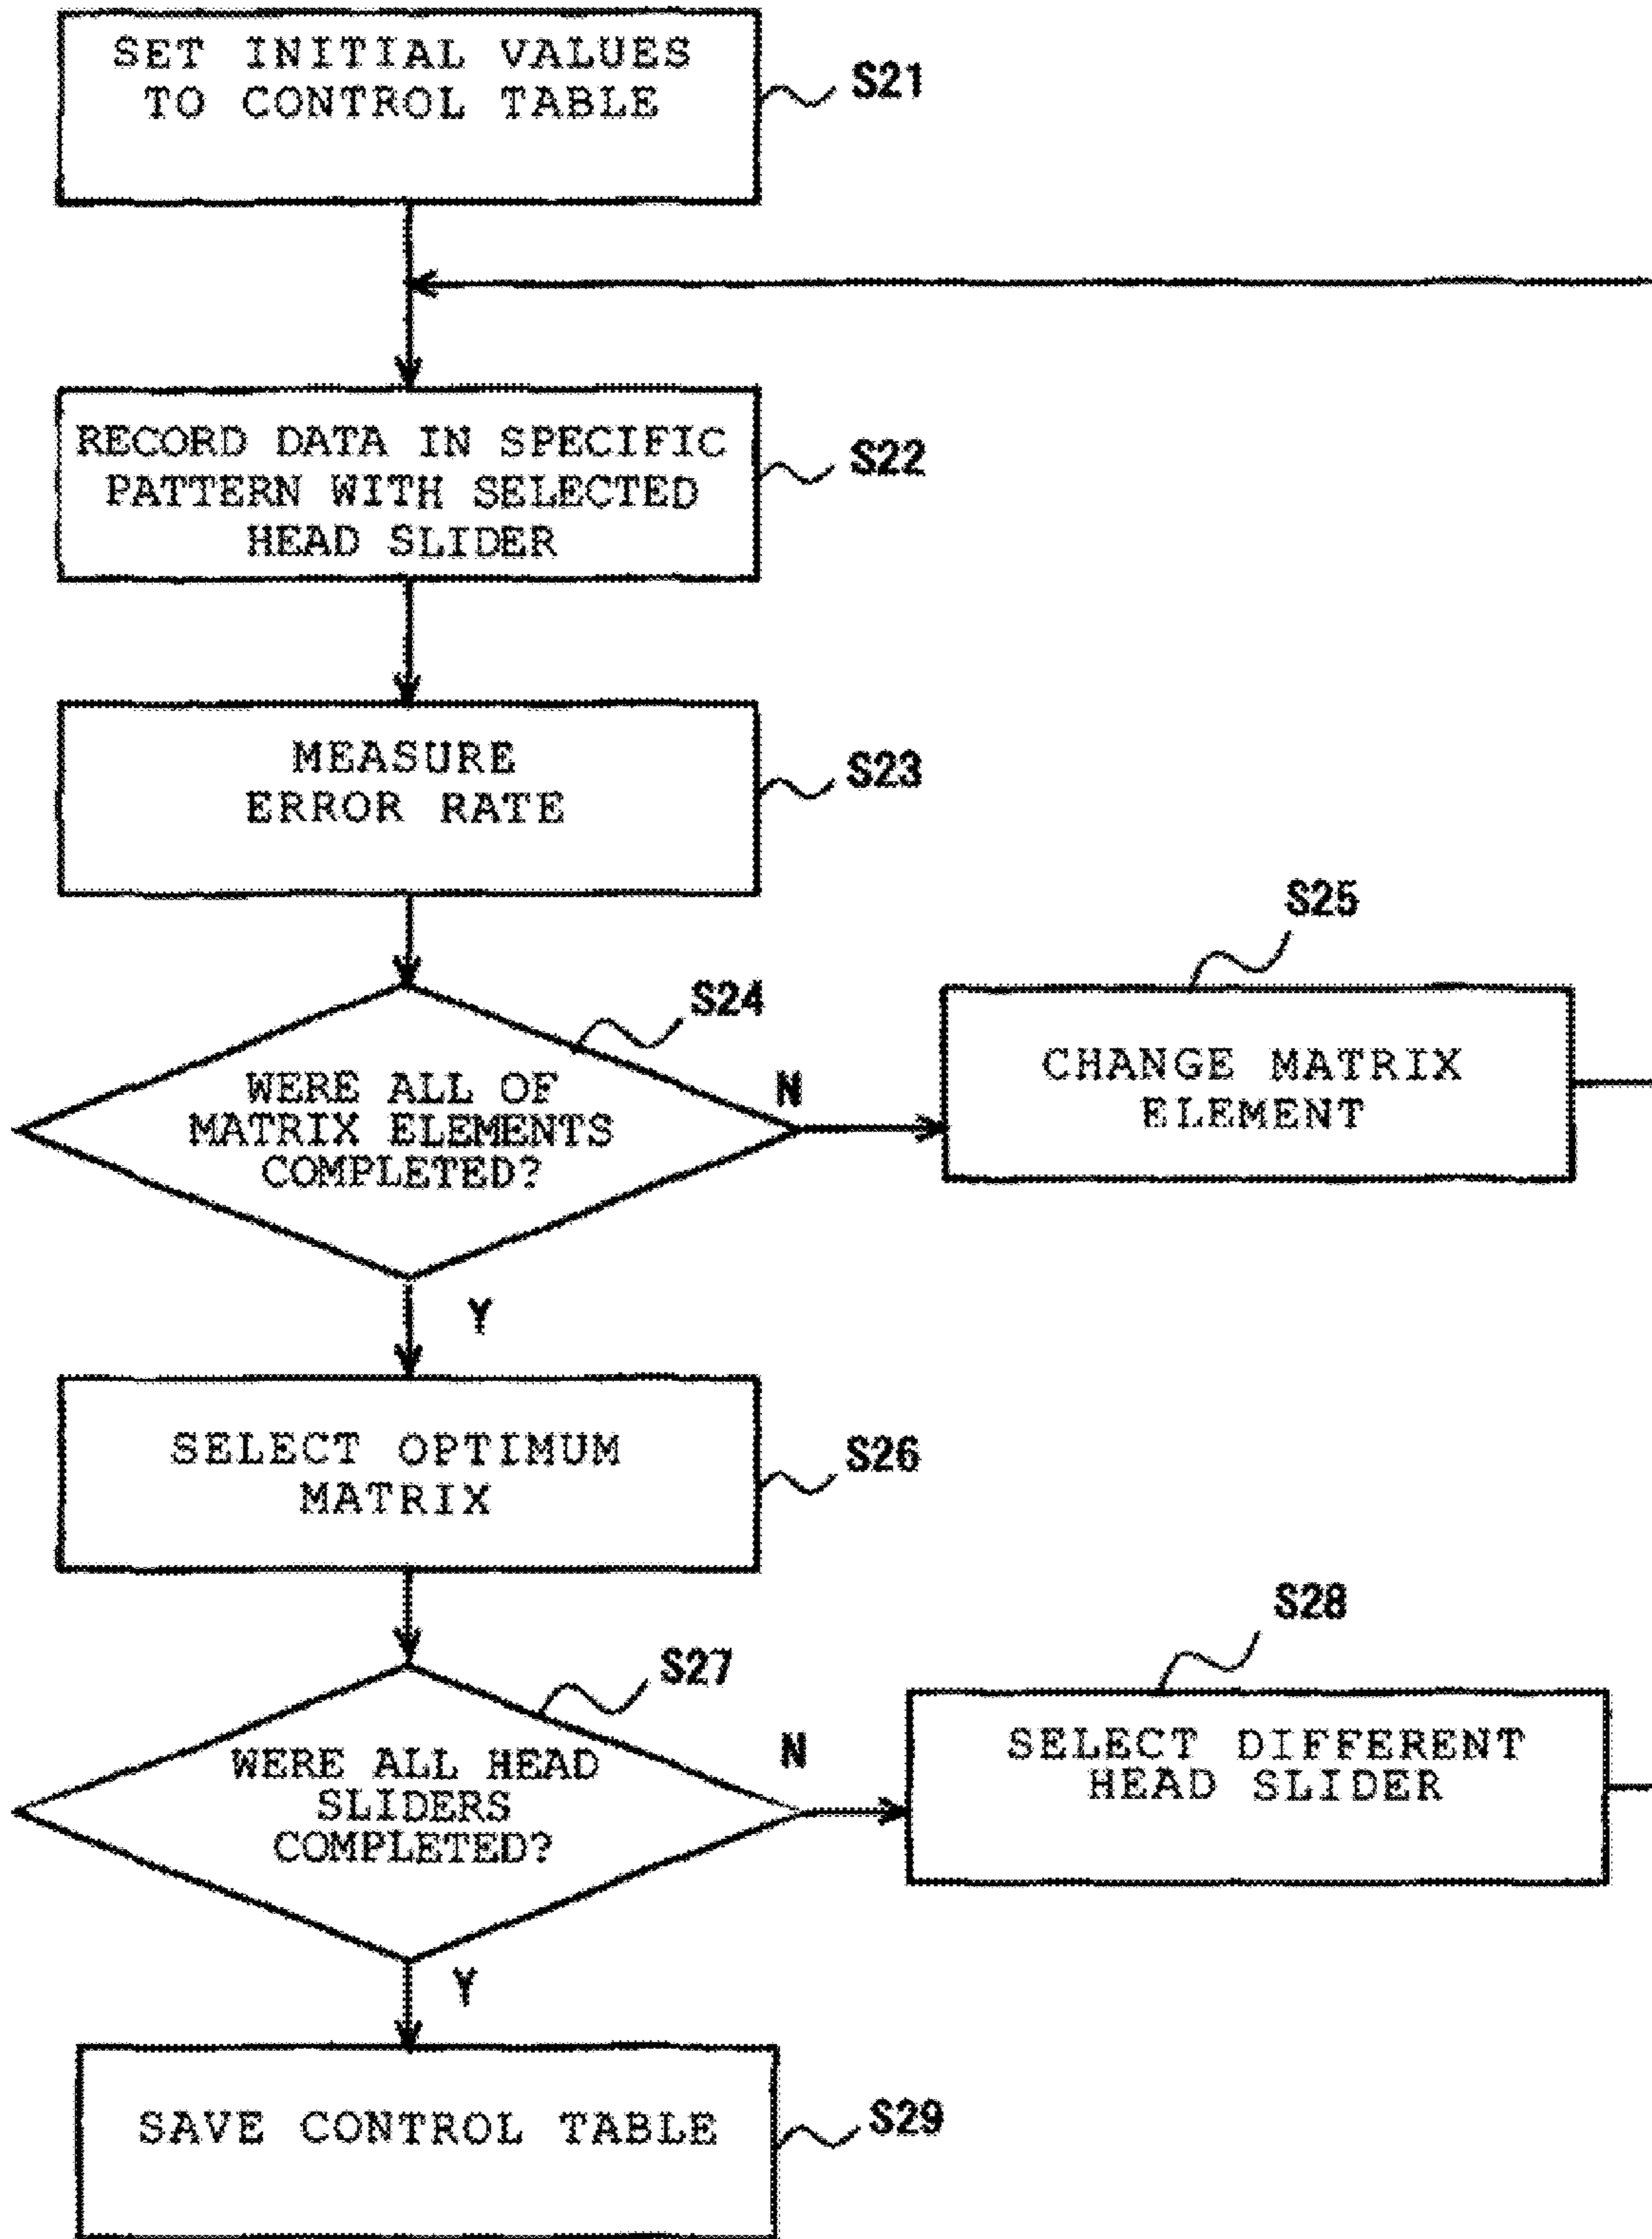 SET INITIAL VALUES
TO CONTROL TABLE
S21
RECORD DATA IN SPECIFIC
PATTERN WITH SELECTED
HEAD SLIDER
S22
MEASURE
ERROR RATE
S23
S24
WERE ALL OF
MATRIX ELEMENTS
COMPLETED?
N
S25
CHANGE MATRIX
ELEMENT
Y
SELECT OPTIMUM
MATRIX
S26
S27
WERE ALL HEAD
SLIDERS
COMPLETED?
N
S28
SELECT DIFFERENT
HEAD SLIDER
Y
SAVE CONTROL TABLE
S29